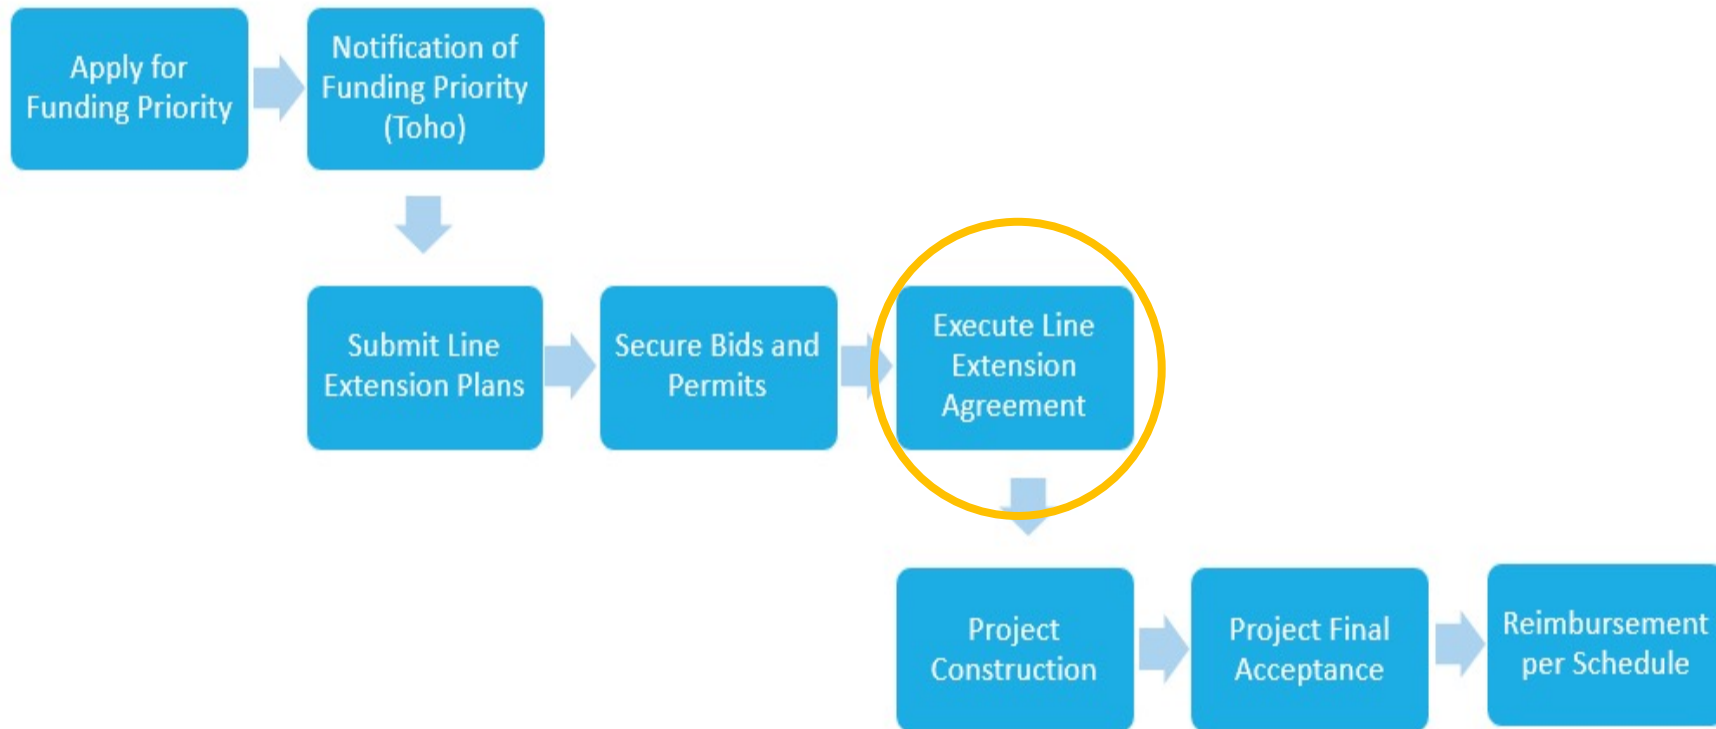 Apply for
Funding Priority
Notification of
Funding Priority
(Toho)
Submit Line
Extension Plans
Secure Bids and
Permits
Execute Line
Extension
Agreement
Project
Construction
Project Final
Acceptance
Reimbursement
per Schedule